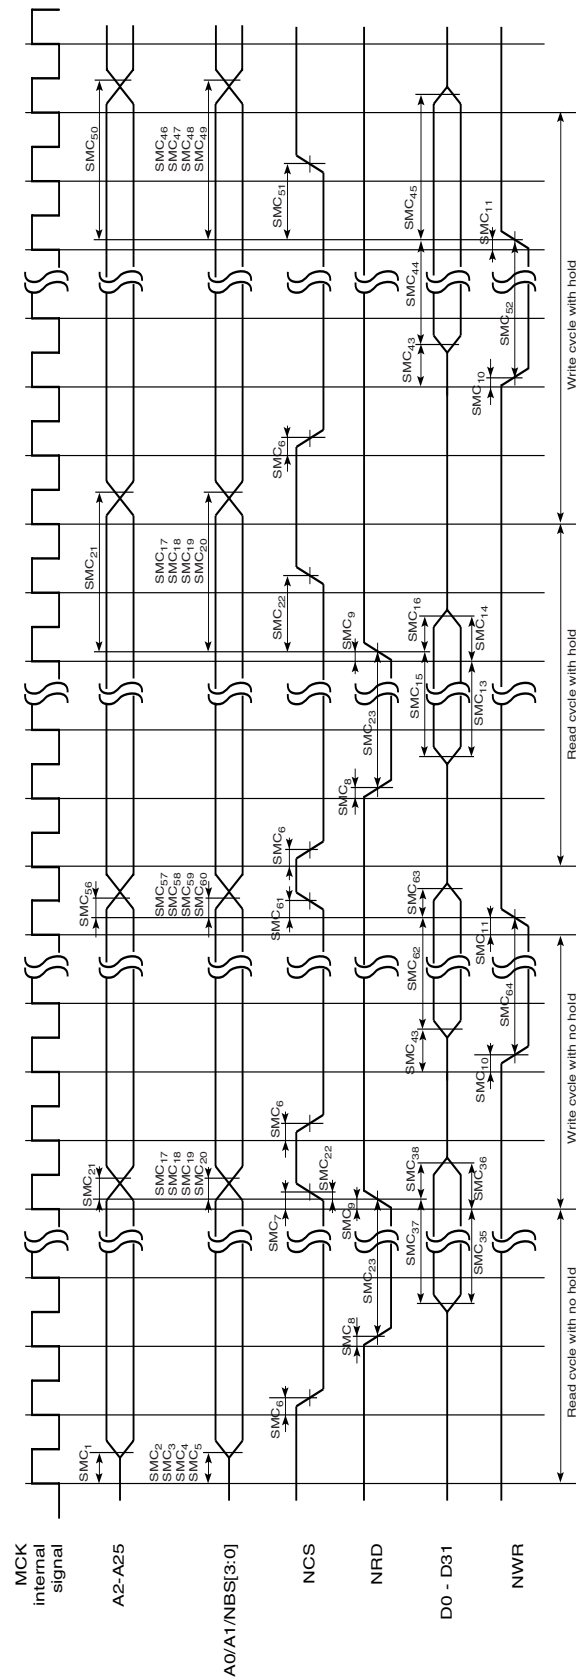 MCK
internal
signal
A2-A25
SMC1
SMC21
SMC56
SMC21
SMC50
A0/A1/NBS[3:0]
SMC2
SMC3
SMC4
SMC5
SMC17
SMC18
SMC19
SMC20
SMC57
SMC58
SMC59
SMC60
SMC17
SMC18
SMC19
SMC20
SMC46
SMC47
SMC48
SMC49
NCS
SMC6
SMC7
SMC22
SMC6
SMC61
SMC6
SMC22
SMC6
SMC51
NRD
SMC8
SMC23
SMC9
SMC8
SMC23
SMC9
D0 - D31
SMC37
SMC35
SMC38
SMC36
SMC43
SMC62
SMC63
SMC15
SMC13
SMC16
SMC14
SMC43
SMC44
SMC45
NWR
SMC10
SMC64
SMC11
SMC10
SMC52
SMC11
Read cycle with no hold
Write cycle with no hold
Read cycle with hold
Write cycle with hold